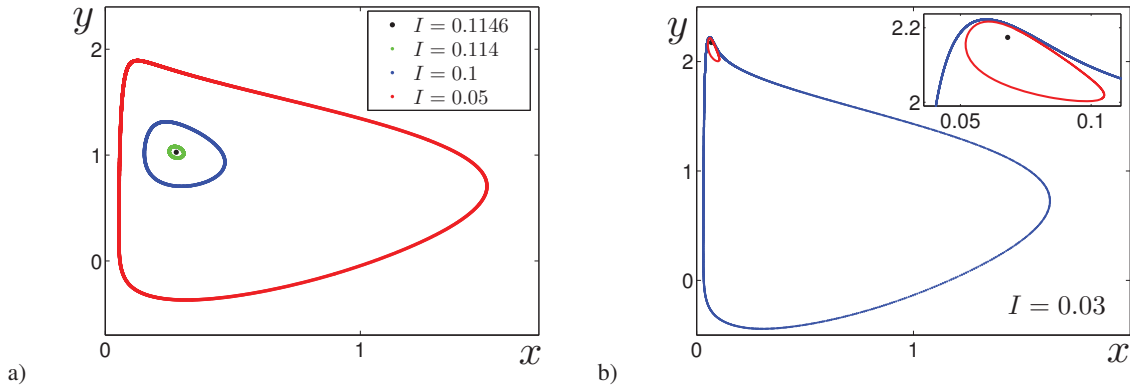 y
2
1
0
0
1
x
I = 0.1146
I = 0.114
I = 0.1
I = 0.05
a)
y
2
1
0
0
1
x
2.2
2
0.05
0.1
I = 0.03
b)